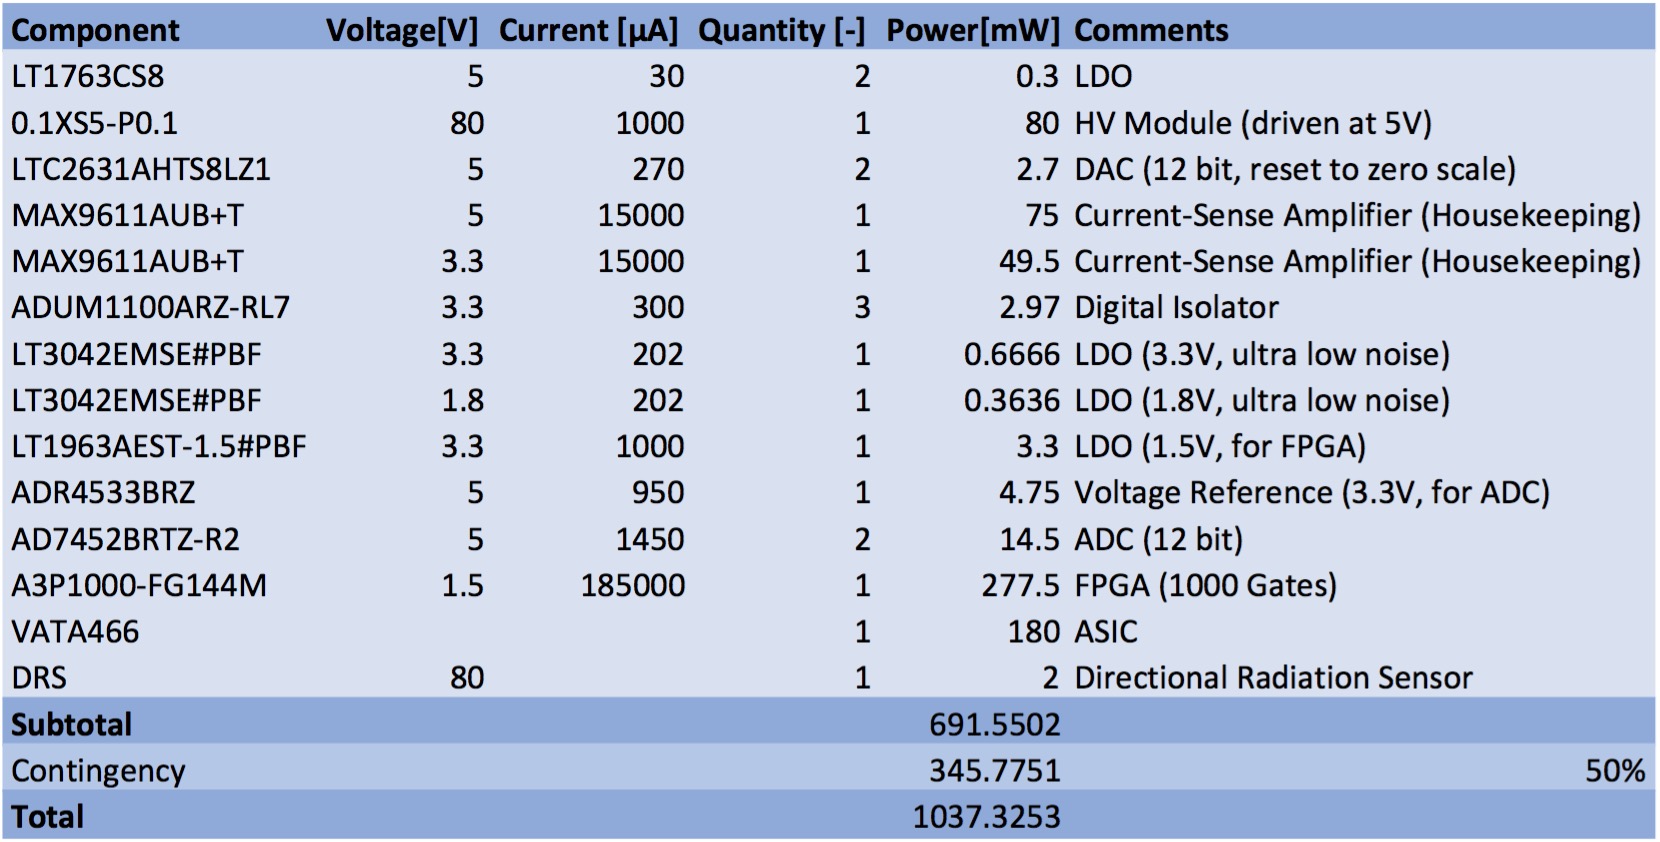 Component Voltage[V] Current [µA] Quantity [-] Power[mW] Comments
LT1763CS8 5 30 2 0.3 LDO
0.1XS5-P0.1 80 1000 1 80 HV Module (driven at 5V)
LTC2631AHTS8LZ1 5 270 2 2.7 DAC (12 bit, reset to zero scale)
MAX9611AUB+T 5 15000 1 75 Current-Sense Amplifier (Housekeeping)
MAX9611AUB+T 3.3 15000 1 49.5 Current-Sense Amplifier (Housekeeping)
ADUM1100ARZ-RL7 3.3 300 3 2.97 Digital Isolator
LT3042EMSE#PBF 3.3 202 1 0.6666 LDO (3.3V, ultra low noise)
LT3042EMSE#PBF 1.8 202 1 0.3636 LDO (1.8V, ultra low noise)
LT1963AEST-1.5#PBF 3.3 1000 1 3.3 LDO (1.5V, for FPGA)
ADR4533BRZ 5 950 1 4.75 Voltage Reference (3.3V, for ADC)
AD7452BRTZ-R2 5 1450 2 14.5 ADC (12 bit)
A3P1000-FG144M 1.5 185000 1 277.5 FPGA (1000 Gates)
VATA466 1 180 ASIC
DRS 80 1 2 Directional Radiation Sensor
Subtotal 691.5502
Contingency 345.7751 50%
Total 1037.3253